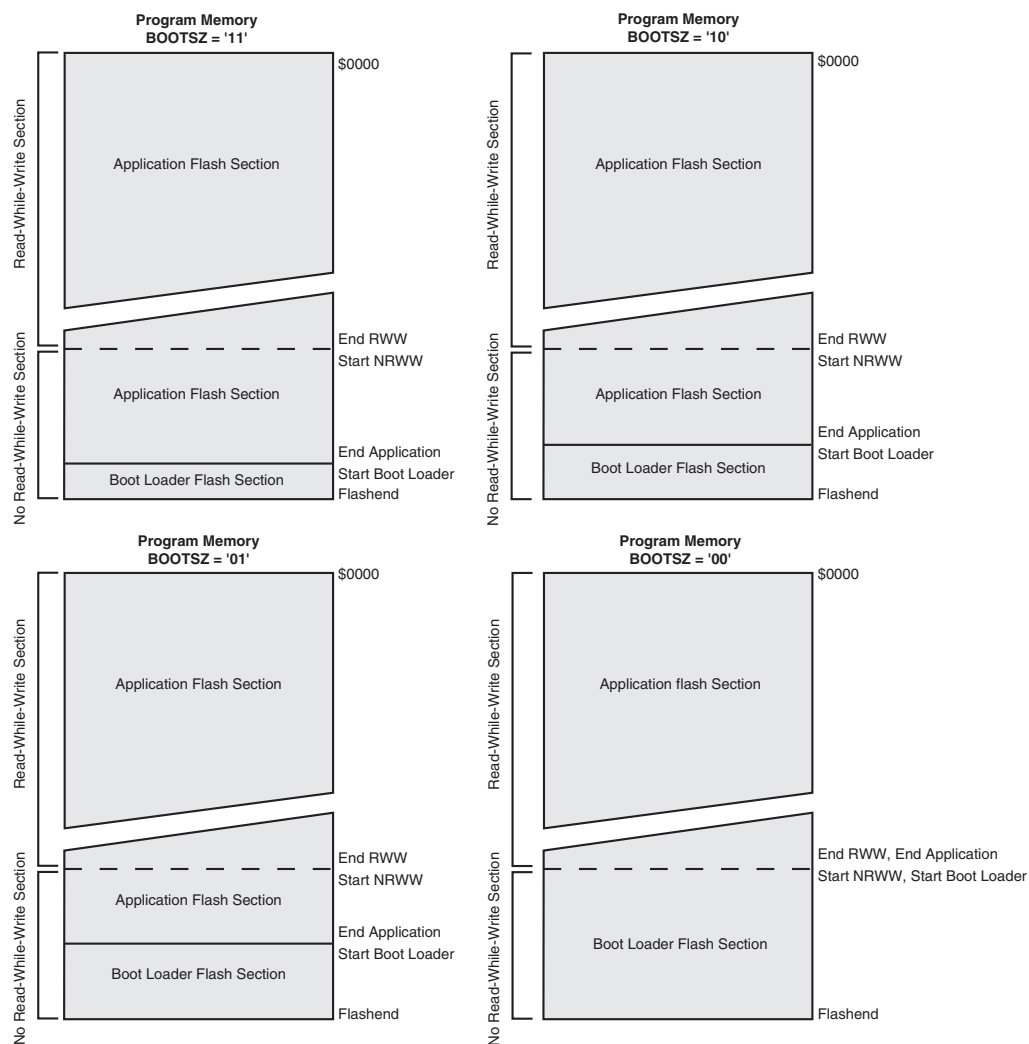 Program Memory
BOOTSZ = '11'
$0000
Read-While-Write Section
Application Flash Section
End RWW
Start NRWW
No Read-While-Write Section
Application Flash Section
End Application
Start Boot Loader
Boot Loader Flash Section
Flashend
Program Memory
BOOTSZ = '10'
$0000
Read-While-Write Section
Application Flash Section
End RWW
Start NRWW
No Read-While-Write Section
Application Flash Section
End Application
Start Boot Loader
Boot Loader Flash Section
Flashend
Program Memory
BOOTSZ = '01'
$0000
Read-While-Write Section
Application Flash Section
End RWW
Start NRWW
No Read-While-Write Section
Application Flash Section
End Application
Start Boot Loader
Boot Loader Flash Section
Flashend
Program Memory
BOOTSZ = '00'
$0000
Read-While-Write Section
Application flash Section
End RWW, End Application
Start NRWW, Start Boot Loader
No Read-While-Write Section
Boot Loader Flash Section
Flashend